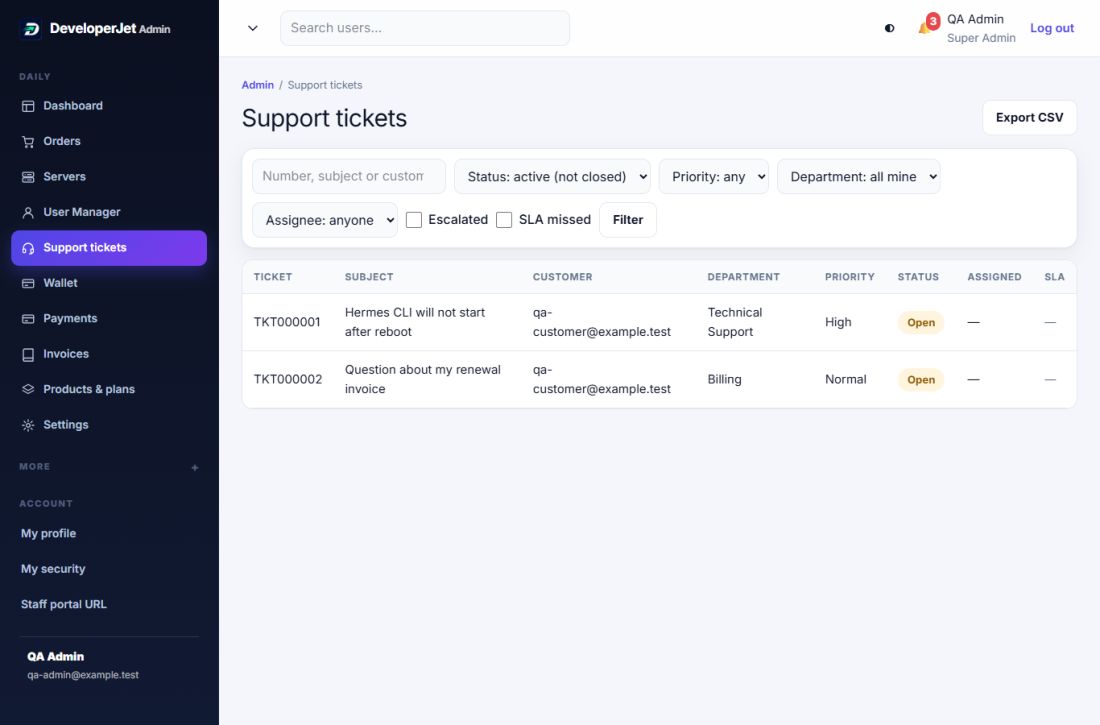 DeveloperJet Admin
DAILY
Dashboard
Orders
Servers
User Manager
Support tickets
Wallet
Payments
Invoices
Products & plans
Settings
MORE +
ACCOUNT
My profile
My security
Staff portal URL
QA Admin
qa-admin@example.test
Search users...
3
QA Admin
Super Admin
Log out
Admin / Support tickets
Support tickets
Export CSV
Number, subject or custom
Status: active (not closed)
Priority: any
Department: all mine
Assignee: anyone
Escalated
SLA missed
Filter
TICKET SUBJECT CUSTOMER DEPARTMENT PRIORITY STATUS ASSIGNED SLA
TKT000001
Hermes CLI will not start
after reboot
qa-
customer@example.test
Technical
Support
High
Open
—
—
TKT000002
Question about my renewal
invoice
qa-
customer@example.test
Billing
Normal
Open
—
—